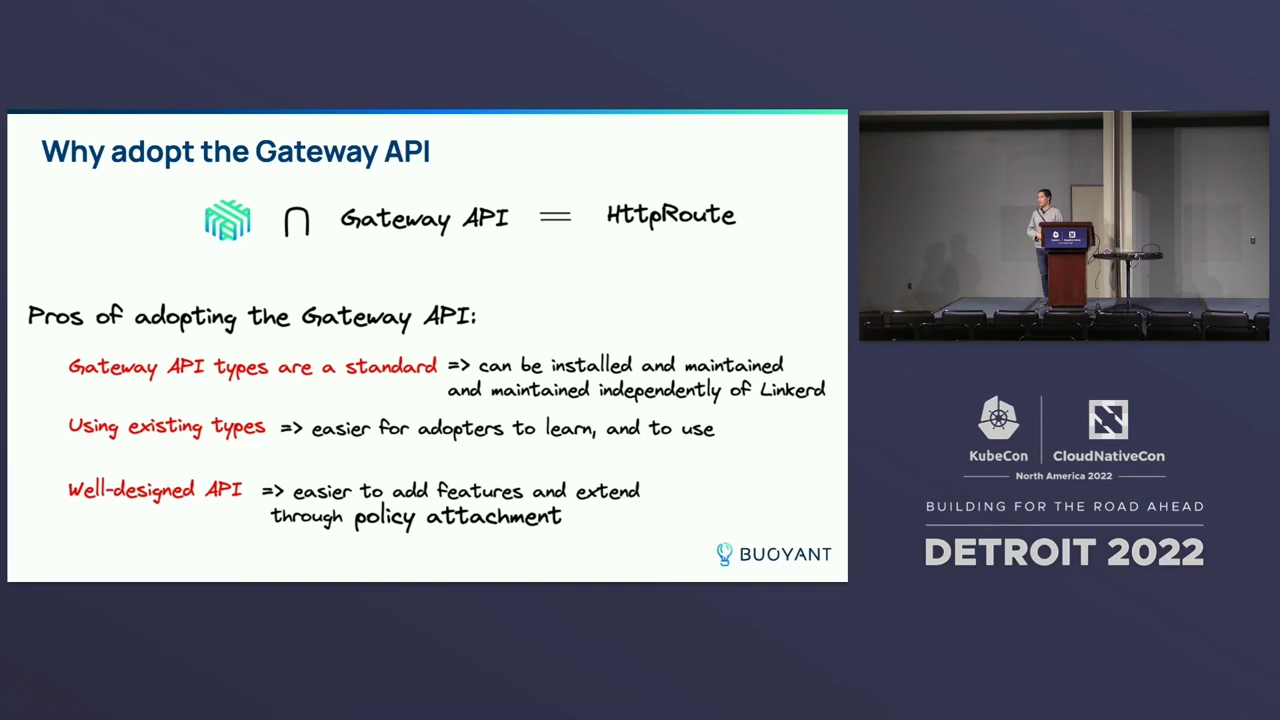 Why adopt the Gateway API
∩ Gateway API = HttpRoute
Pros of adopting the Gateway API:
Gateway API types are a standard => can be installed and maintained
and maintained independently of Linkerd
Using existing types => easier for adopters to learn, and to use
Well-designed API => easier to add features and extend
through policy attachment
BUOYANT
KubeCon CloudNativeCon
North America 2022
BUILDING FOR THE ROAD AHEAD
DETROIT 2022